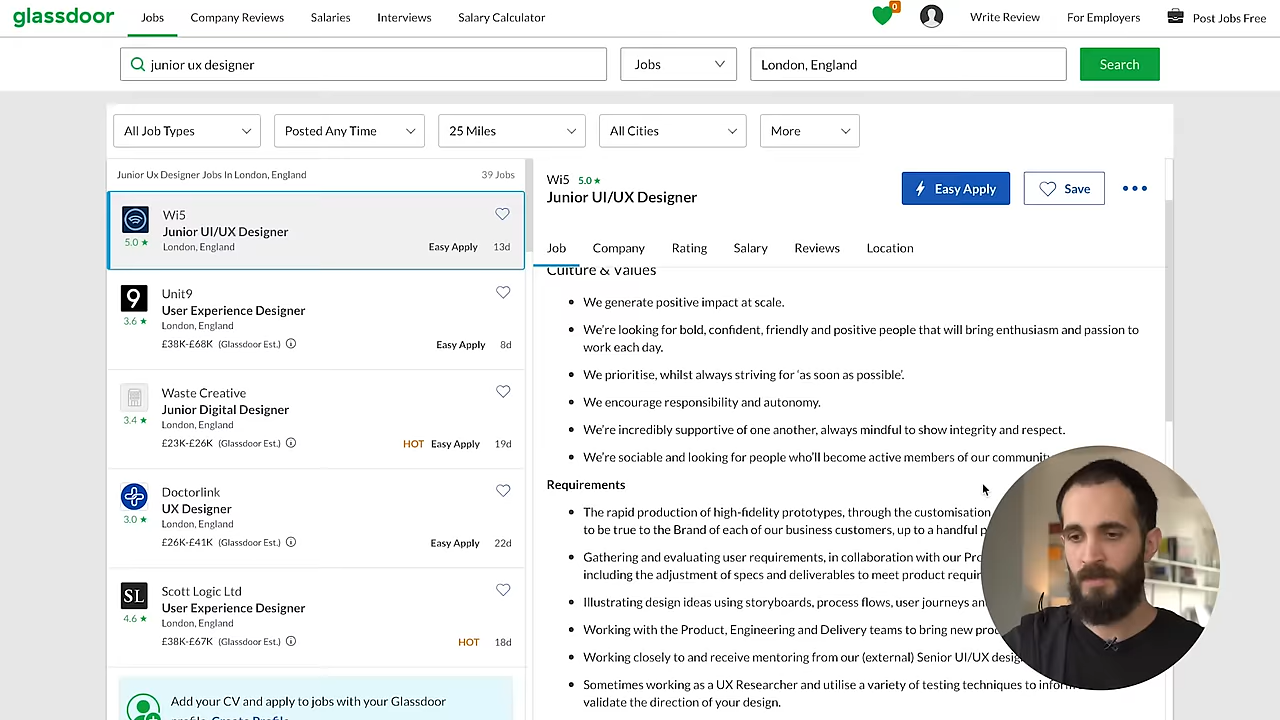 glassdoor
Jobs
Company Reviews
Salaries
Interviews
Salary Calculator
0
Write Review
For Employers
Post Jobs Free
junior ux designer
Jobs
London, England
Search
All Job Types
Posted Any Time
25 Miles
All Cities
More
Junior Ux Designer Jobs In London, England
39 Jobs
Wi5
Junior UI/UX Designer
5.0 ★
London, England
Easy Apply
13d
9
Unit9
User Experience Designer
3.6 ★
London, England
£38K-£68K (Glassdoor Est.)
Easy Apply
8d
Waste Creative
Junior Digital Designer
3.4 ★
London, England
£23K-£26K (Glassdoor Est.)
HOT
Easy Apply
19d
Doctorlink
UX Designer
3.0 ★
London, England
£26K-£41K (Glassdoor Est.)
Easy Apply
22d
SL
Scott Logic Ltd
User Experience Designer
4.6 ★
London, England
£38K-£67K (Glassdoor Est.)
HOT
18d
Add your CV and apply to jobs with your Glassdoor
profile. Create Profile
Wi5 5.0 ★
Junior UI/UX Designer
Easy Apply
Save
Job
Company
Rating
Salary
Reviews
Location
Culture & Values
• We generate positive impact at scale.
• We're looking for bold, confident, friendly and positive people that will bring enthusiasm and passion to
work each day.
• We prioritise, whilst always striving for 'as soon as possible'.
• We encourage responsibility and autonomy.
• We're incredibly supportive of one another, always mindful to show integrity and respect.
• We're sociable and looking for people who'll become active members of our
Requirements
• The rapid production of high-fidelity prototypes, through the customisation
to be true to the Brand of each of our business customers, up to a handful
• Gathering and evaluating user requirements, in collaboration with our
including the adjustment of specs and deliverables to meet product
• Illustrating design ideas using storyboards, process flows, user journeys
• Working with the Product, Engineering and Delivery teams to bring new
• Working closely to and receive mentoring from our (external) Senior UI/UX
• Sometimes working as a UX Researcher and utilise a variety of testing techniques to
validate the direction of your design.